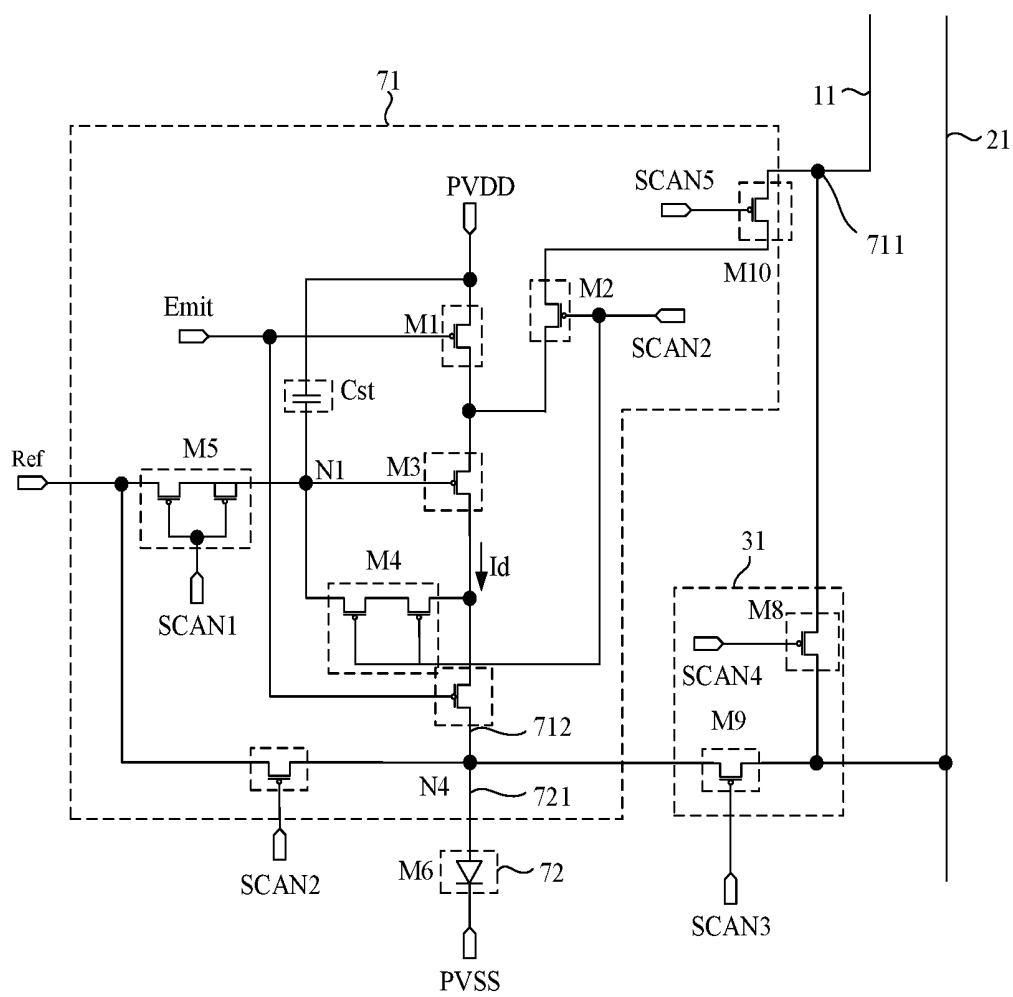 71
11
21
PVDD
SCAN5
711
M10
Emit
M1
M2
SCAN2
Cst
Ref
M5
N1
M3
31
M4
Id
SCAN1
M8
SCAN4
M9
712
N4
721
SCAN2
M6
72
SCAN3
PVSS